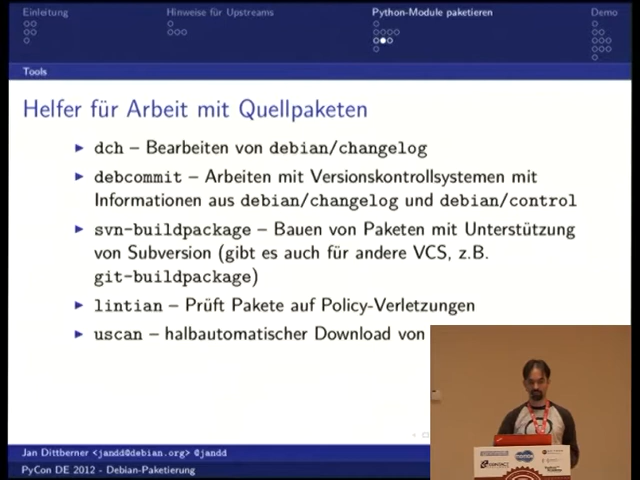 Einleitung
Hinweise für Upstreams
Python-Module paketieren
Demo
Tools
Helfer für Arbeit mit Quellpaketen
dch – Bearbeiten von debian/changelog
debcommit – Arbeiten mit Versionskontrollsystemen mit
Informationen aus debian/changelog und debian/control
svn-buildpackage – Bauen von Paketen mit Unterstützung
von Subversion (gibt es auch für andere VCS, z.B.
git-buildpackage)
lintian – Prüft Pakete auf Policy-Verletzungen
uscan – halbautomatischer Download von
Jan Dittberner <jandd@debian.org> @jandd
PyCon DE 2012 - Debian-Paketierung